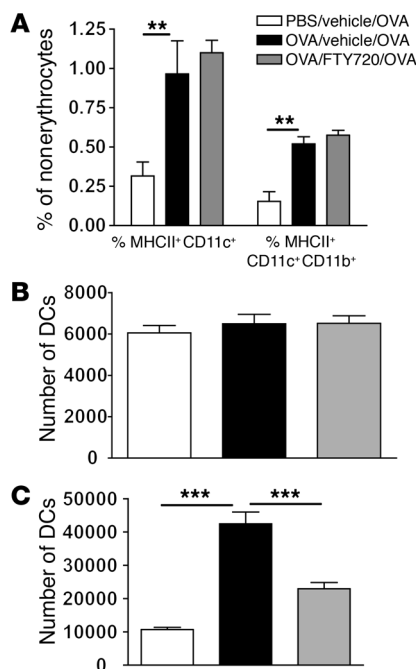 A
PBS/vehicle/OVA
OVA/vehicle/OVA
OVA/FTY720/OVA
% of nonerythrocytes
1.25
1.00
0.75
0.50
0.25
0.00
**
**
% MHCII⁺ CD11c⁺
% MHCII⁺
CD11c⁺CD11b⁺
B
Number of DCs
8000
6000
4000
2000
0
C
Number of DCs
50000
40000
30000
20000
10000
0
***
***